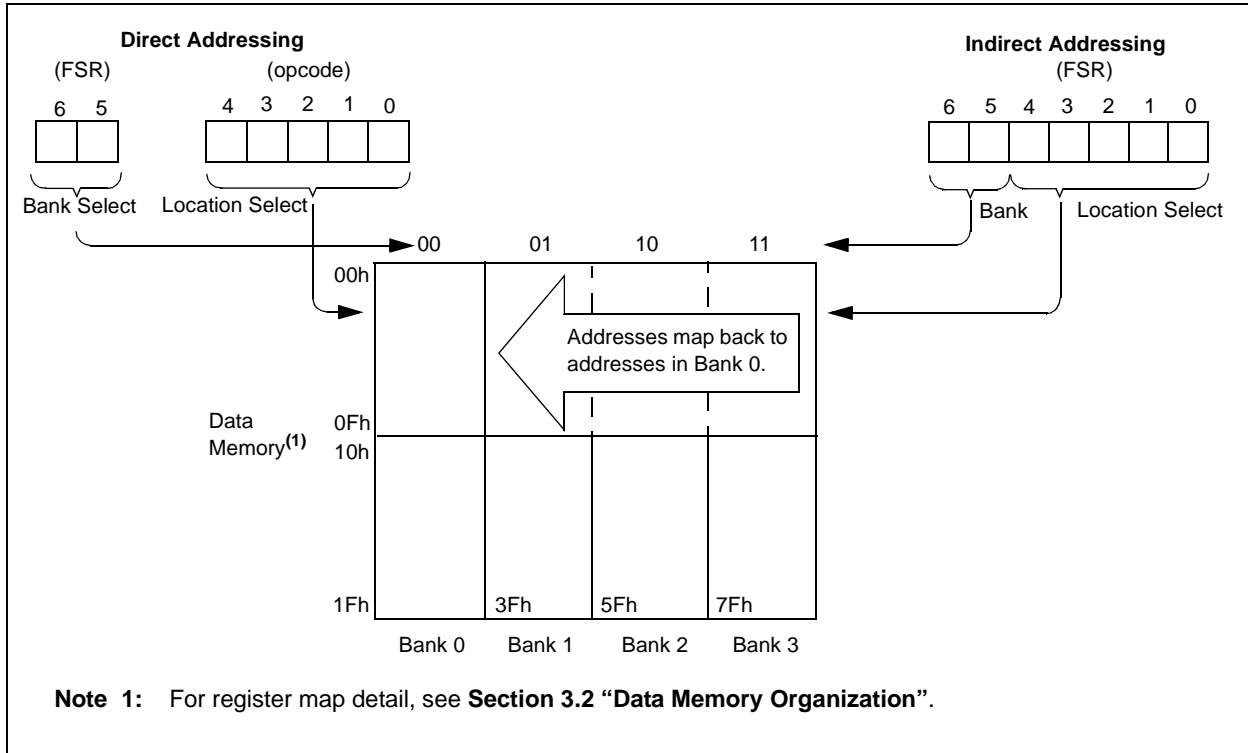 Direct Addressing
(FSR) (opcode)
6 5 4 3 2 1 0
Bank Select Location Select
Indirect Addressing
(FSR)
6 5 4 3 2 1 0
Bank Location Select
00 01 10 11
00h
Addresses map back to
addresses in Bank 0.
Data
Memory(1)
0Fh
10h
1Fh 3Fh 5Fh 7Fh
Bank 0 Bank 1 Bank 2 Bank 3
Note 1: For register map detail, see Section 3.2 “Data Memory Organization”.